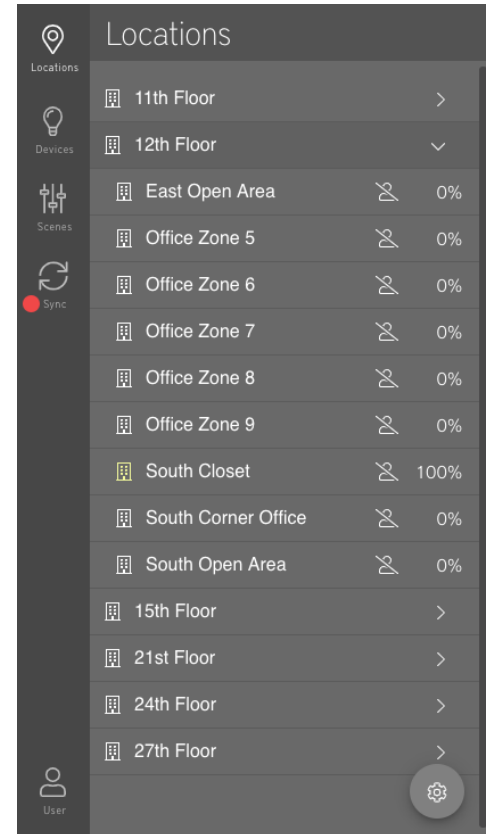 Locations
Locations
Devices
Scenes
Sync
User
11th Floor
12th Floor
East Open Area 0%
Office Zone 5 0%
Office Zone 6 0%
Office Zone 7 0%
Office Zone 8 0%
Office Zone 9 0%
South Closet 100%
South Corner Office 0%
South Open Area 0%
15th Floor
21st Floor
24th Floor
27th Floor